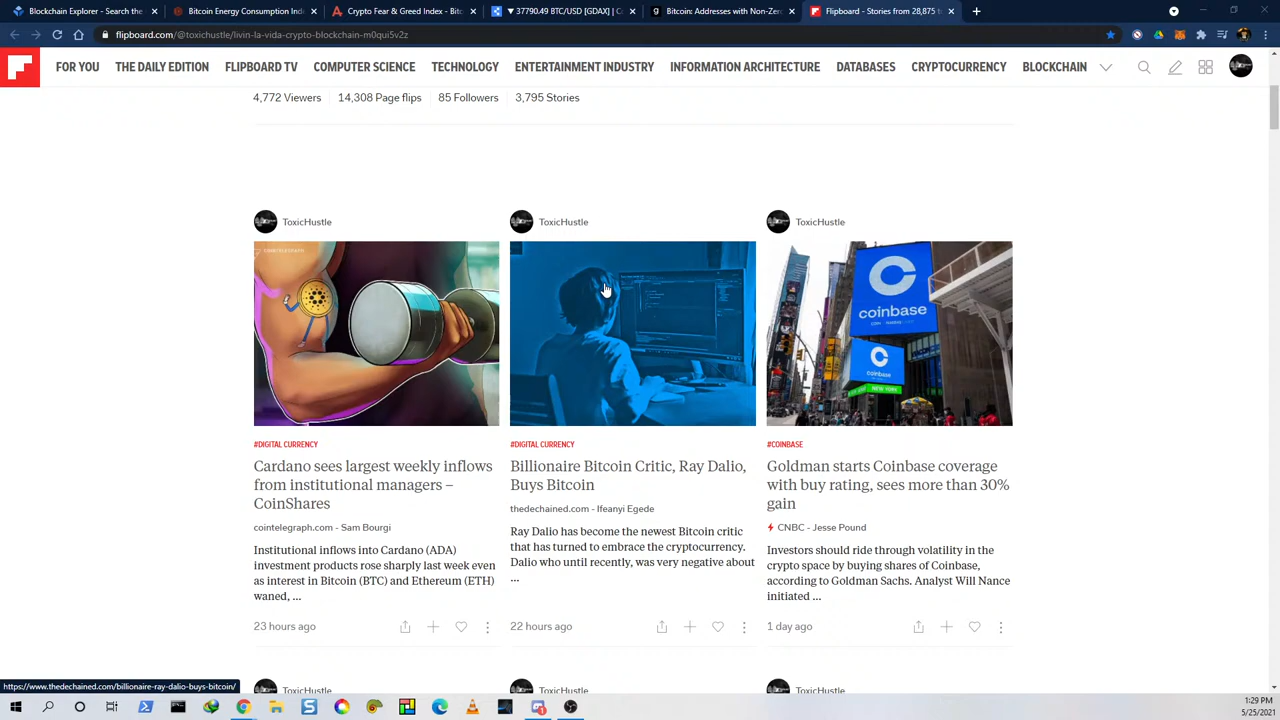 Blockchain Explorer - Search the
Bitcoin Energy Consumption Inde
Crypto Fear & Greed Index - Bitc
▼ 37790.49 BTC/USD [GDAX] | Cr
Bitcoin: Addresses with Non-Zer
Flipboard - Stories from 28,875 t
flipboard.com/@toxichustle/livin-la-vida-crypto-blockchain-m0qui5v2z
FOR YOU THE DAILY EDITION FLIPBOARD TV COMPUTER SCIENCE TECHNOLOGY ENTERTAINMENT INDUSTRY INFORMATION ARCHITECTURE DATABASES CRYPTOCURRENCY BLOCKCHAIN
4,772 Viewers 14,308 Page flips 85 Followers 3,795 Stories
ToxicHustle
#DIGITAL CURRENCY
Cardano sees largest weekly inflows
from institutional managers –
CoinShares
cointelegraph.com - Sam Bourgi
Institutional inflows into Cardano (ADA)
investment products rose sharply last week even
as interest in Bitcoin (BTC) and Ethereum (ETH)
waned, ...
23 hours ago
ToxicHustle
#DIGITAL CURRENCY
Billionaire Bitcoin Critic, Ray Dalio,
Buys Bitcoin
thedechained.com - Ifeanyi Egede
Ray Dalio has become the newest Bitcoin critic
that has turned to embrace the cryptocurrency.
Dalio who until recently, was very negative about
...
22 hours ago
ToxicHustle
coinbase
NEW YORK
#COINBASE
Goldman starts Coinbase coverage
with buy rating, sees more than 30%
gain
CNBC - Jesse Pound
Investors should ride through volatility in the
crypto space by buying shares of Coinbase,
according to Goldman Sachs. Analyst Will Nance
initiated ...
1 day ago
ToxicHustle
ToxicHustle
ToxicHustle
https://www.thedechained.com/billionaire-ray-dalio-buys-bitcoin/
1:29 PM
5/25/2021